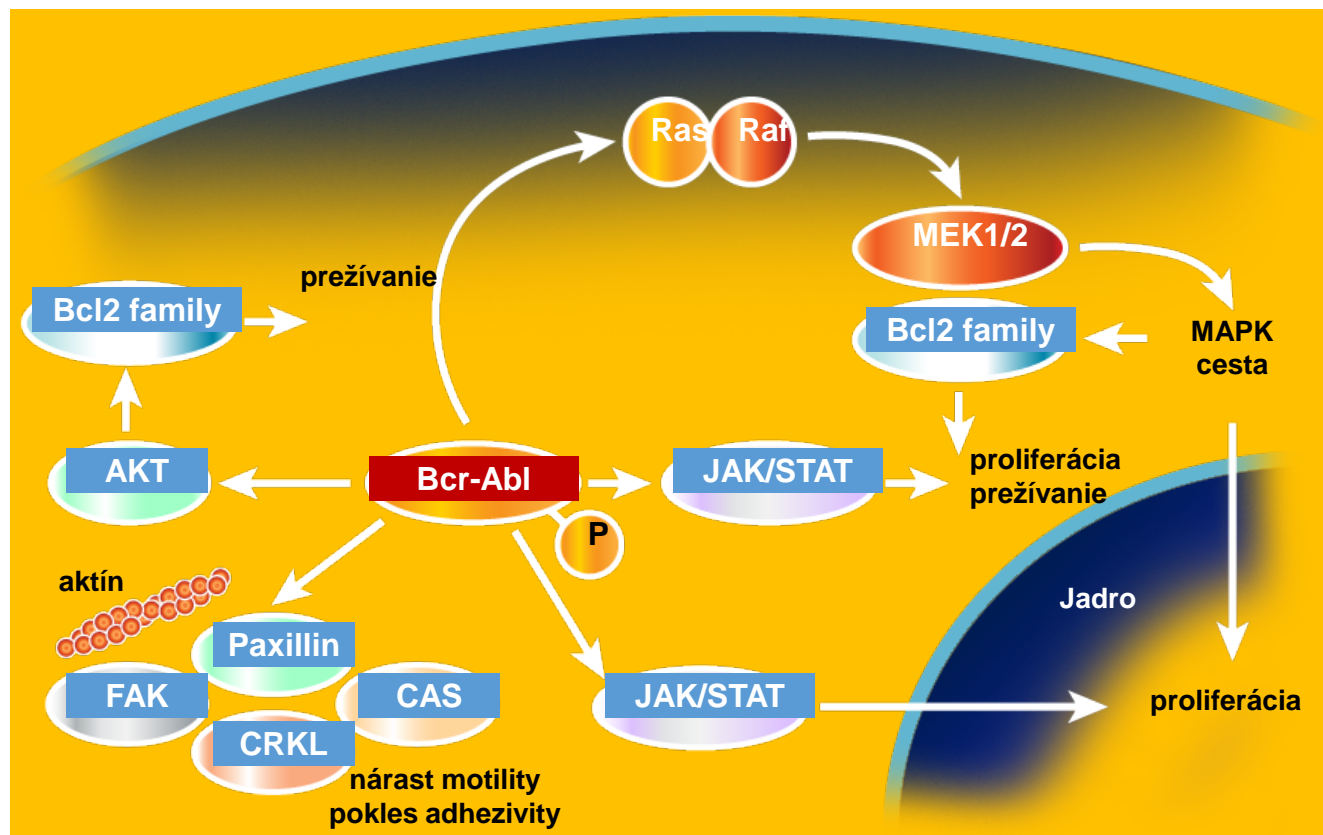 Ras
Raf
MEK1/2
prežívanie
Bcl2 family
Bcl2 family
MAPK
cesta
AKT
Bcr-Abl
JAK/STAT
proliferácia
prežívanie
P
aktín
Jadro
Paxillin
FAK
CAS
JAK/STAT
proliferácia
CRKL
nárast motility
pokles adhezivity